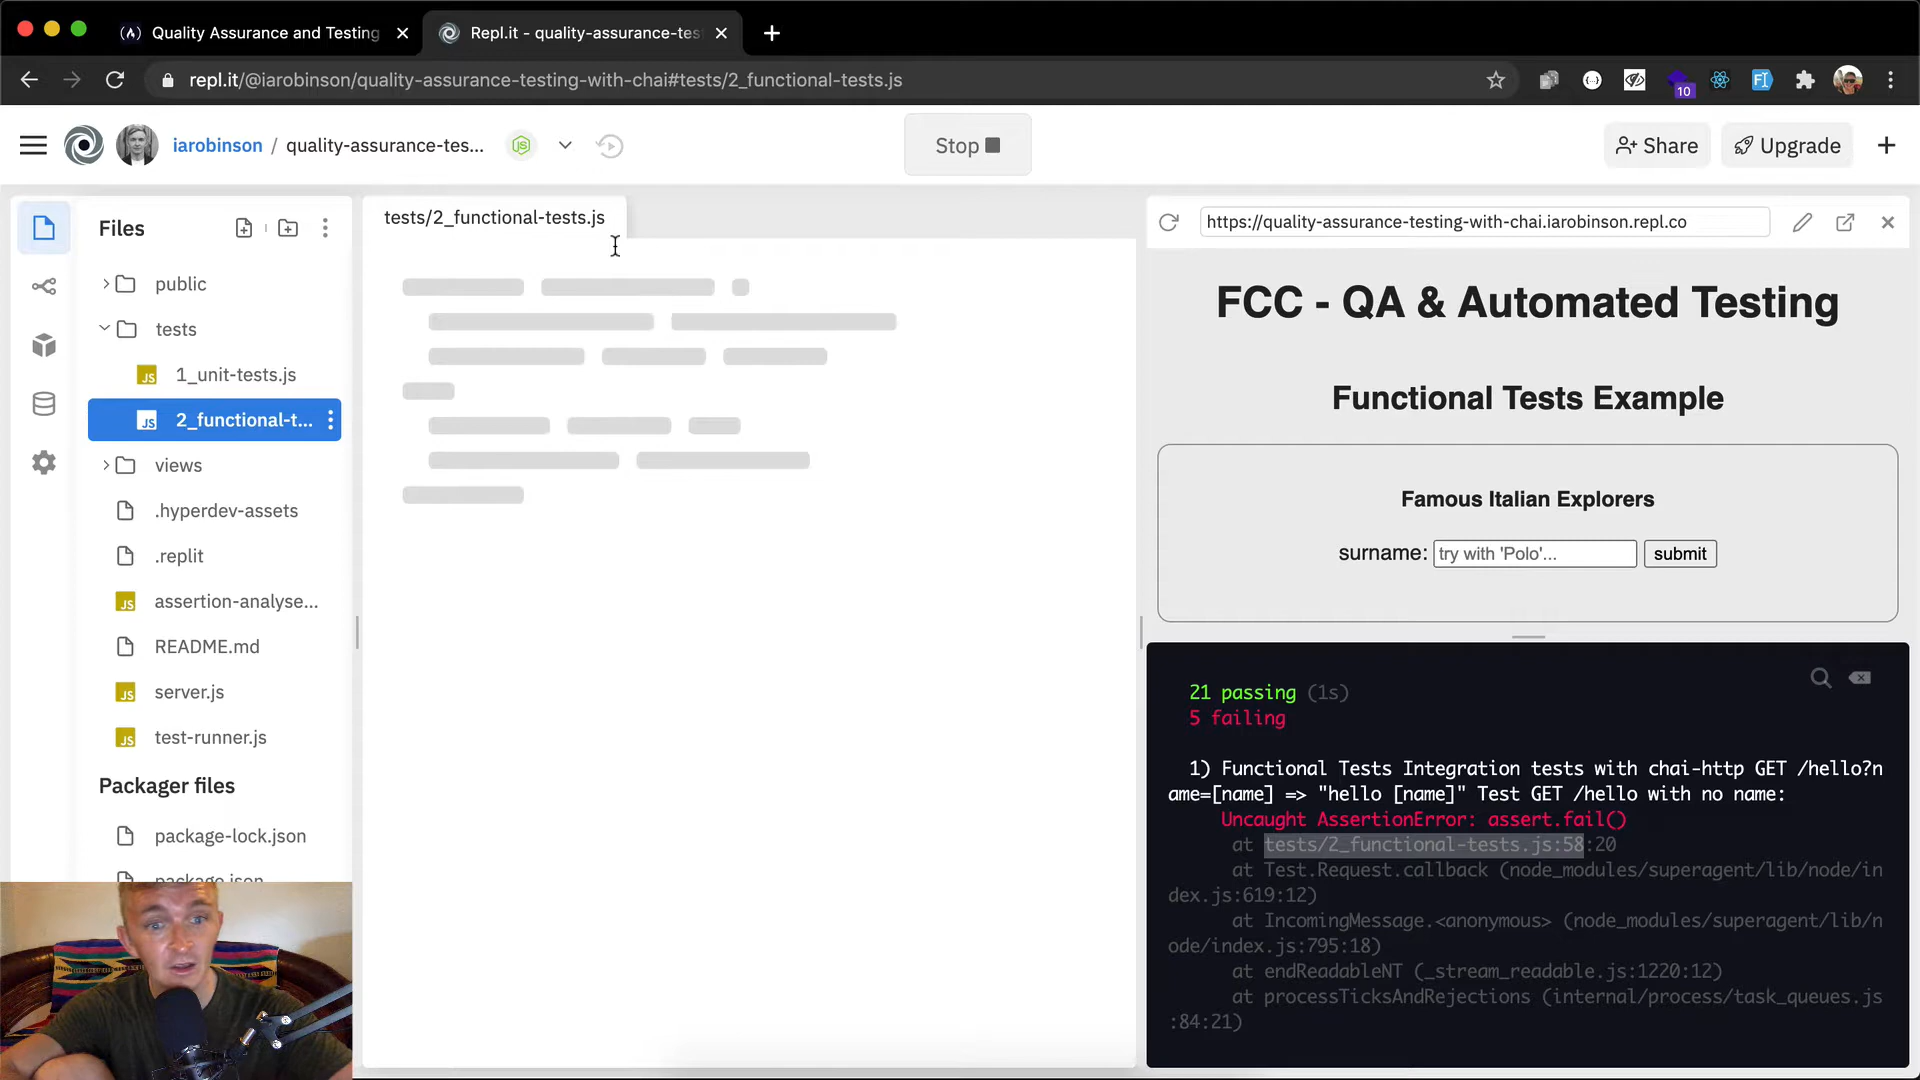 Quality Assurance and Testing
Repl.it - quality-assurance-tes
repl.it/@iarobinson/quality-assurance-testing-with-chai#tests/2_functional-tests.js
10
iarobinson / quality-assurance-tes...
Stop
Share
Upgrade
Files
public
tests
JS 1_unit-tests.js
JS 2_functional-t...
views
.hyperdev-assets
.replit
JS assertion-analyse...
README.md
JS server.js
JS test-runner.js
Packager files
package-lock.json
package.json
tests/2_functional-tests.js
https://quality-assurance-testing-with-chai.iarobinson.repl.co
FCC - QA & Automated Testing
Functional Tests Example
Famous Italian Explorers
surname: try with 'Polo'... submit
21 passing (1s)
5 failing
1) Functional Tests Integration tests with chai-http GET /hello?n
ame=[name] => "hello [name]" Test GET /hello with no name:
Uncaught AssertionError: assert.fail()
at tests/2_functional-tests.js:58:20
at Test.Request.callback (node_modules/superagent/lib/node/in
dex.js:619:12)
at IncomingMessage.<anonymous> (node_modules/superagent/lib/n
ode/index.js:795:18)
at endReadableNT (_stream_readable.js:1220:12)
at processTicksAndRejections (internal/process/task_queues.js
:84:21)